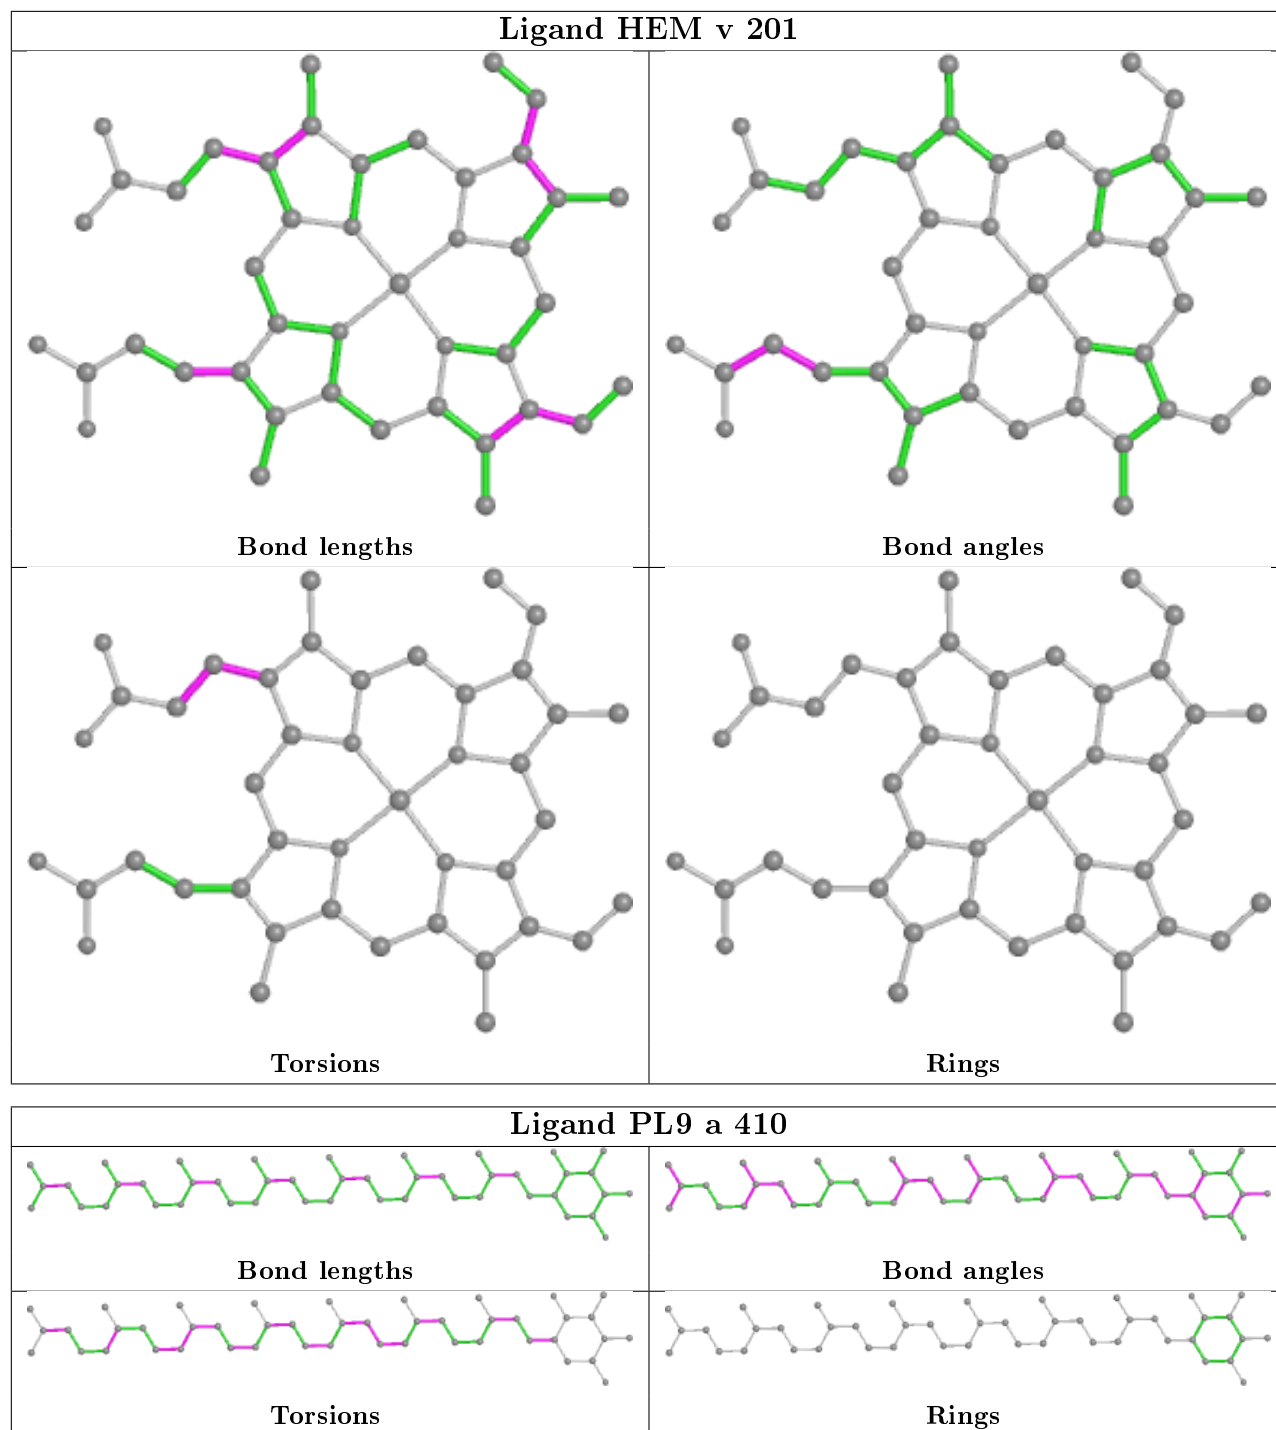 Ligand HEM v 201
Bond lengths
Bond angles
Torsions
Rings
Ligand PL9 a 410
Bond lengths
Bond angles
Torsions
Rings